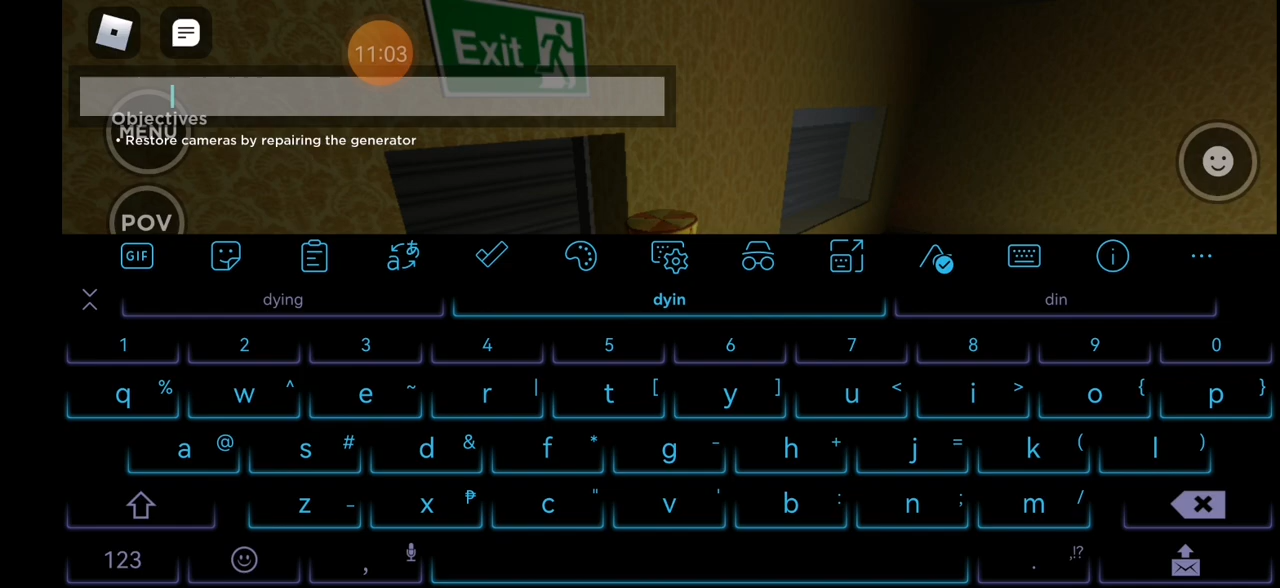 11:03
Exit
Objectives
MENU
• Restore cameras by repairing the generator
POV
GIF
dying dyin din
1 2 3 4 5 6 7 8 9 0
q % w ^ e ~ r | t [ y ] u < i > o { p }
a @ s # d & f * g - h + j = k ( l )
z _ x ₱ c " v ' b : n ; m /
123 , . ,!?